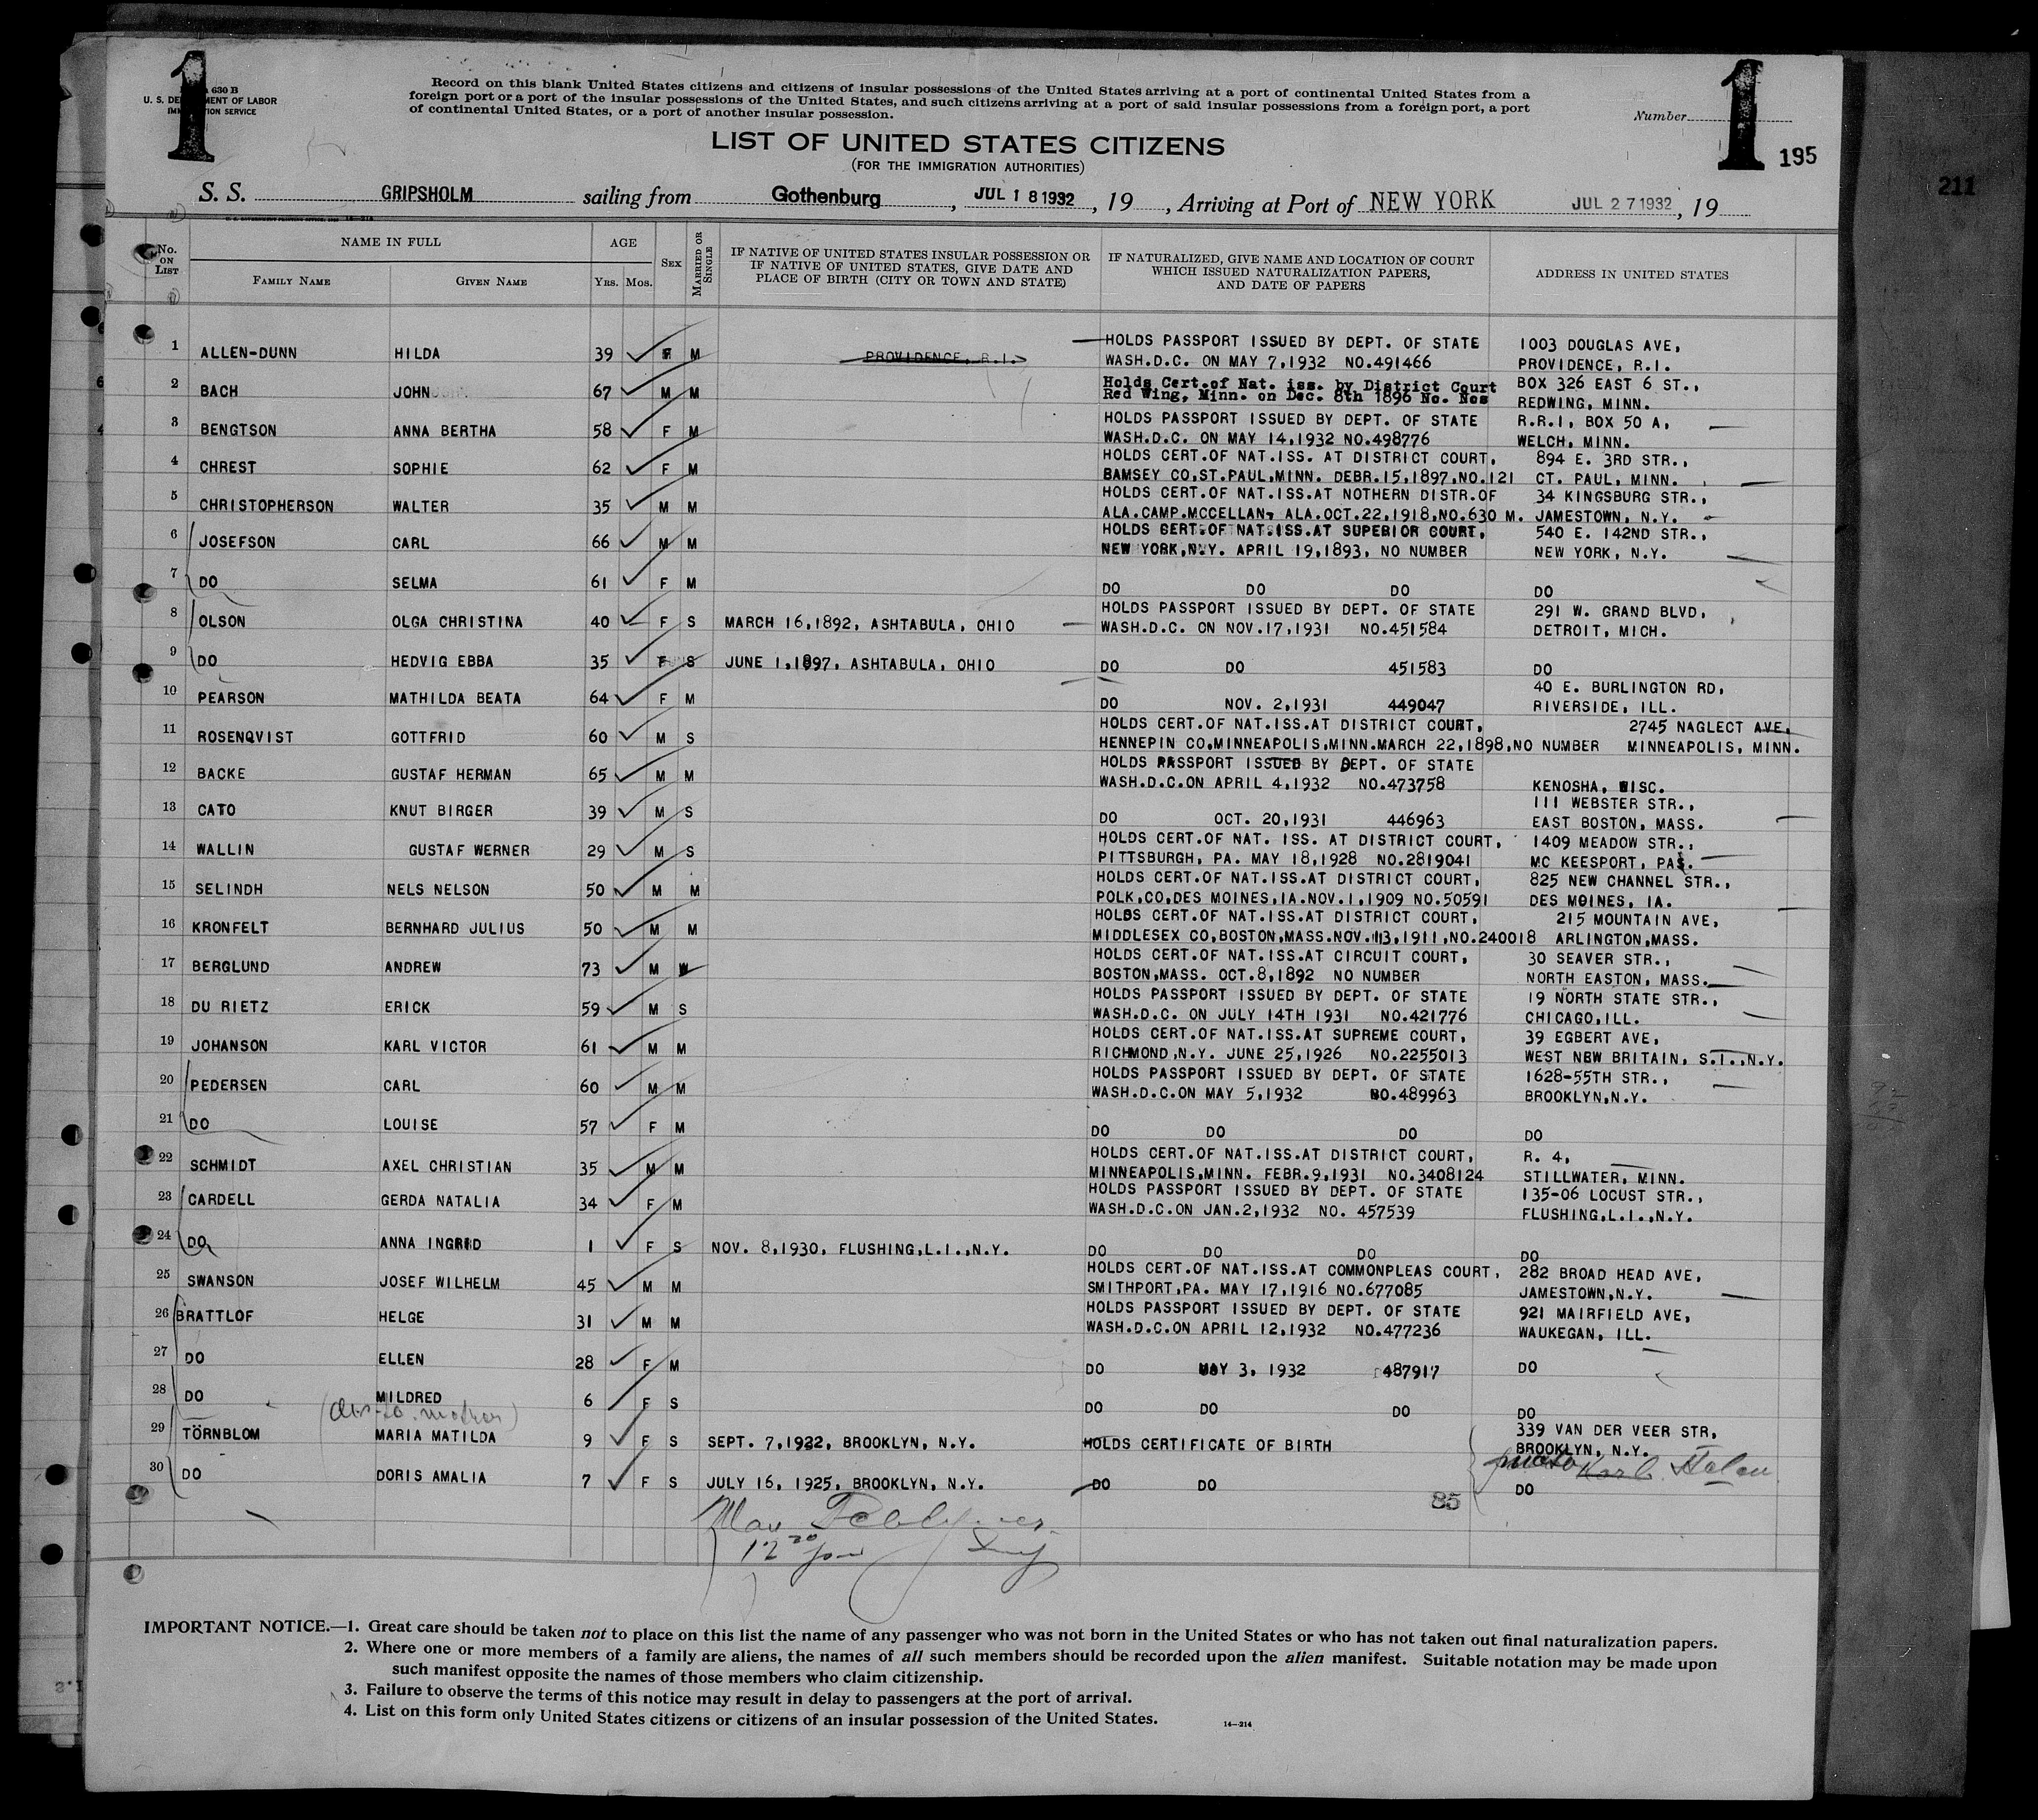 1
1
630 B
U. S. DEPARTMENT OF LABOR
IMMIGRATION SERVICE
Record on this blank United States citizens and citizens of insular possessions of the United States arriving at a port of continental United States from a
foreign port or a port of the insular possessions of the United States, and such citizens arriving at a port of said insular possessions from a foreign port, a port
of continental United States, or a port of another insular possession.
Number
195
211
LIST OF UNITED STATES CITIZENS
(FOR THE IMMIGRATION AUTHORITIES)
S. S. GRIPSHOLM sailing from Gothenburg, JUL 18 1932, 19 , Arriving at Port of NEW YORK JUL 27 1932, 19
No. ON LIST
NAME IN FULL
FAMILY NAME GIVEN NAME
AGE
YRS. MOS.
SEX
MARRIED OR SINGLE
IF NATIVE OF UNITED STATES INSULAR POSSESSION OR
IF NATIVE OF UNITED STATES, GIVE DATE AND
PLACE OF BIRTH (CITY OR TOWN AND STATE)
IF NATURALIZED, GIVE NAME AND LOCATION OF COURT
WHICH ISSUED NATURALIZATION PAPERS,
AND DATE OF PAPERS
ADDRESS IN UNITED STATES
HOLDS PASSPORT ISSUED BY DEPT. OF STATE 1003 DOUGLAS AVE,
1 ALLEN-DUNN HILDA 39 F M PROVIDENCE, R.I. WASH.D.C. ON MAY 7,1932 NO.491466 PROVIDENCE, R.I.
Holds Cert.of Nat. iss. by District Court BOX 326 EAST 6 ST.,
2 BACH JOHN 67 M M Red Wing, Minn. on Dec. 8th 1896 No. Nos REDWING, MINN.
HOLDS PASSPORT ISSUED BY DEPT. OF STATE R.R.1, BOX 50 A,
3 BENGTSON ANNA BERTHA 58 F M WASH.D.C. ON MAY 14,1932 NO.498776 WELCH, MINN.
HOLDS CERT.OF NAT.ISS. AT DISTRICT COURT, 894 E. 3RD STR.,
4 CHREST SOPHIE 62 F M BAMSEY CO,ST.PAUL,MINN. DEBR.15,1897,NO.121 CT. PAUL, MINN.
HOLDS CERT.OF NAT.ISS.AT NOTHERN DISTR.OF 34 KINGSBURG STR.,
5 CHRISTOPHERSON WALTER 35 M M ALA.CAMP.MCCELLAN, ALA.OCT.22,1918,NO.630 M. JAMESTOWN, N.Y.
HOLDS CERT.OF NAT.ISS.AT SUPERIOR COURT, 540 E. 142ND STR.,
6 JOSEFSON CARL 66 M M NEW YORK,N.Y. APRIL 19,1893, NO NUMBER NEW YORK, N.Y.
7 DO SELMA 61 F M DO DO DO DO
HOLDS PASSPORT ISSUED BY DEPT. OF STATE 291 W. GRAND BLVD,
8 OLSON OLGA CHRISTINA 40 F S MARCH 16,1892, ASHTABULA, OHIO WASH.D.C. ON NOV.17,1931 NO.451584 DETROIT, MICH.
9 DO HEDVIG EBBA 35 F S JUNE 1,1897, ASHTABULA, OHIO DO DO 451583 DO
40 E. BURLINGTON RD,
10 PEARSON MATHILDA BEATA 64 F M DO NOV. 2,1931 449047 RIVERSIDE, ILL.
HOLDS CERT.OF NAT.ISS.AT DISTRICT COURT, 2745 NAGLECT AVE,
11 ROSENQVIST GOTTFRID 60 M S HENNEPIN CO,MINNEAPOLIS,MINN.MARCH 22,1898,NO NUMBER MINNEAPOLIS, MINN.
HOLDS PASSPORT ISSUED BY DEPT. OF STATE
12 BACKE GUSTAF HERMAN 65 M M WASH.D.C.ON APRIL 4,1932 NO.473758 KENOSHA, WISC.
111 WEBSTER STR.,
13 CATO KNUT BIRGER 39 M S DO OCT. 20,1931 446963 EAST BOSTON, MASS.
HOLDS CERT.OF NAT. ISS. AT DISTRICT COURT, 1409 MEADOW STR.,
14 WALLIN GUSTAF WERNER 29 M S PITTSBURGH, PA. MAY 18,1928 NO.2819041 MC KEESPORT, PA.
HOLDS CERT.OF NAT.ISS.AT DISTRICT COURT, 825 NEW CHANNEL STR.,
15 SELINDH NELS NELSON 50 M M POLK,CO,DES MOINES,IA.NOV.1,1909 NO.50591 DES MOINES, IA.
HOLDS CERT.OF NAT.ISS.AT DISTRICT COURT, 215 MOUNTAIN AVE,
16 KRONFELT BERNHARD JULIUS 50 M M MIDDLESEX CO,BOSTON,MASS.NOV.13,1911,NO.240018 ARLINGTON,MASS.
HOLDS CERT.OF NAT.ISS.AT CIRCUIT COURT, 30 SEAVER STR.,
17 BERGLUND ANDREW 73 M W BOSTON,MASS. OCT.8,1892 NO NUMBER NORTH EASTON, MASS.
HOLDS PASSPORT ISSUED BY DEPT. OF STATE 19 NORTH STATE STR.,
18 DU RIETZ ERICK 59 M S WASH.D.C. ON JULY 14TH 1931 NO.421776 CHICAGO,ILL.
HOLDS CERT.OF NAT.ISS.AT SUPREME COURT, 39 EGBERT AVE,
19 JOHANSON KARL VICTOR 61 M M RICHMOND,N.Y. JUNE 25,1926 NO.2255013 WEST NEW BRITAIN, S.I.,N.Y.
HOLDS PASSPORT ISSUED BY DEPT. OF STATE 1628-55TH STR.,
20 PEDERSEN CARL 60 M M WASH.D.C.ON MAY 5,1932 NO.489963 BROOKLYN,N.Y.
21 DO LOUISE 57 F M DO DO DO DO
HOLDS CERT.OF NAT.ISS.AT DISTRICT COURT, R. 4,
22 SCHMIDT AXEL CHRISTIAN 35 M M MINNEAPOLIS,MINN. FEBR.9,1931 NO.3408124 STILLWATER, MINN.
HOLDS PASSPORT ISSUED BY DEPT. OF STATE 135-06 LOCUST STR.,
23 CARDELL GERDA NATALIA 34 F M WASH.D.C.ON JAN.2,1932 NO. 457539 FLUSHING,L.I.,N.Y.
24 DO ANNA INGRID 1 F S NOV. 8,1930, FLUSHING,L.I.,N.Y. DO DO DO DO
HOLDS CERT.OF NAT.ISS.AT COMMONPLEAS COURT, 282 BROAD HEAD AVE,
25 SWANSON JOSEF WILHELM 45 M M SMITHPORT,PA. MAY 17,1916 NO.677085 JAMESTOWN,N.Y.
HOLDS PASSPORT ISSUED BY DEPT. OF STATE 921 MAIRFIELD AVE,
26 BRATTLOF HELGE 31 M M WASH.D.C.ON APRIL 12,1932 NO.477236 WAUKEGAN, ILL.
27 DO ELLEN 28 F M DO MAY 3, 1932 487917 DO
28 DO MILDRED 6 F S DO DO DO DO
339 VAN DER VEER STR,
29 TÖRNBLOM MARIA MATILDA 9 F S SEPT. 7,1922, BROOKLYN, N.Y. HOLDS CERTIFICATE OF BIRTH BROOKLYN, N.Y.
Karl Helen
30 DO DORIS AMALIA 7 F S JULY 16, 1925, BROOKLYN, N.Y. DO DO DO
85
12 30 pm
IMPORTANT NOTICE.—1. Great care should be taken not to place on this list the name of any passenger who was not born in the United States or who has not taken out final naturalization papers.
2. Where one or more members of a family are aliens, the names of all such members should be recorded upon the alien manifest. Suitable notation may be made upon
such manifest opposite the names of those members who claim citizenship.
3. Failure to observe the terms of this notice may result in delay to passengers at the port of arrival.
4. List on this form only United States citizens or citizens of an insular possession of the United States.
14—214